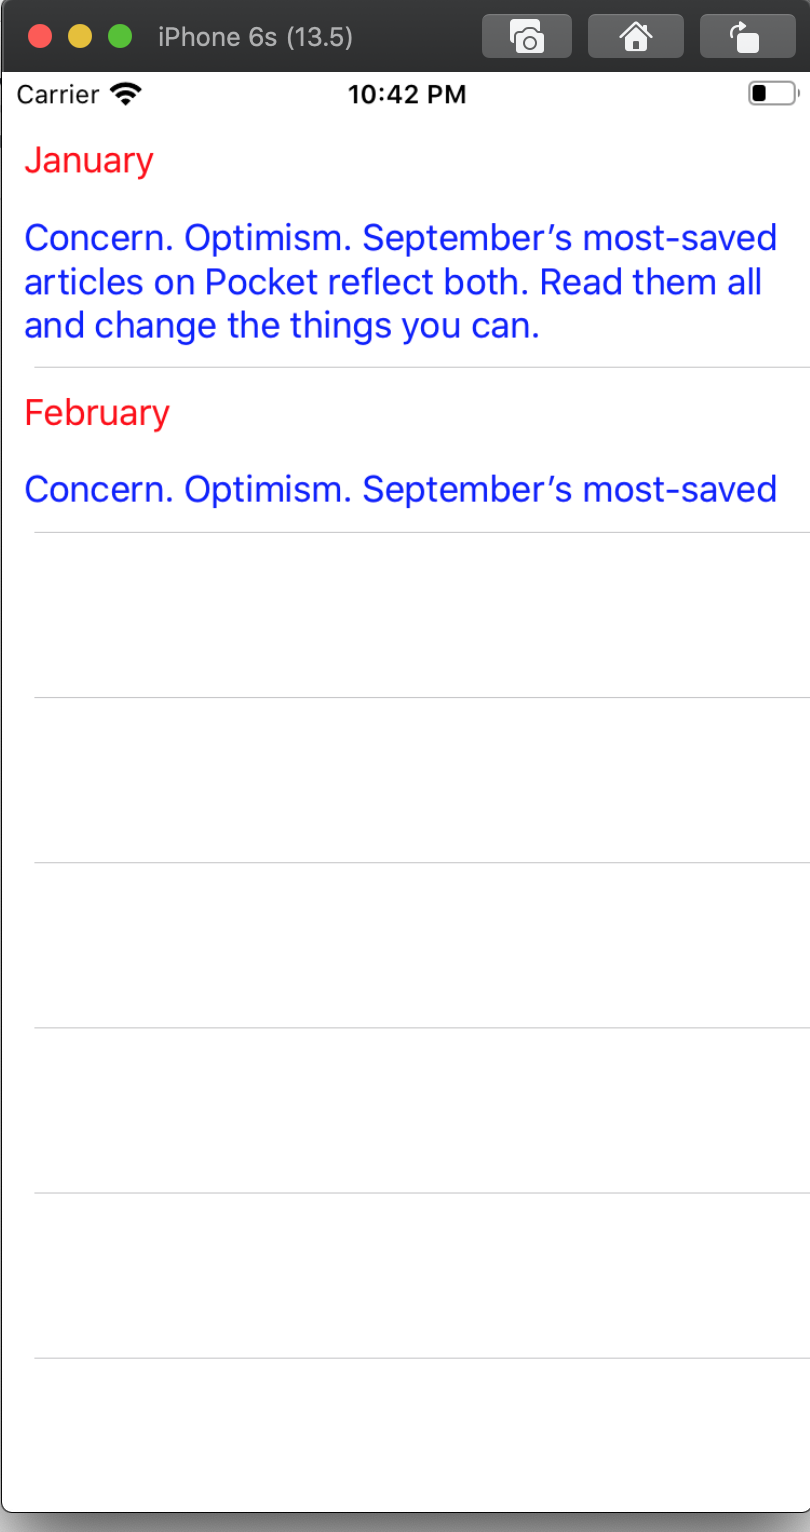 iPhone 6s (13.5)
Carrier 10:42 PM
January
Concern. Optimism. September’s most-saved
articles on Pocket reflect both. Read them all
and change the things you can.
February
Concern. Optimism. September’s most-saved